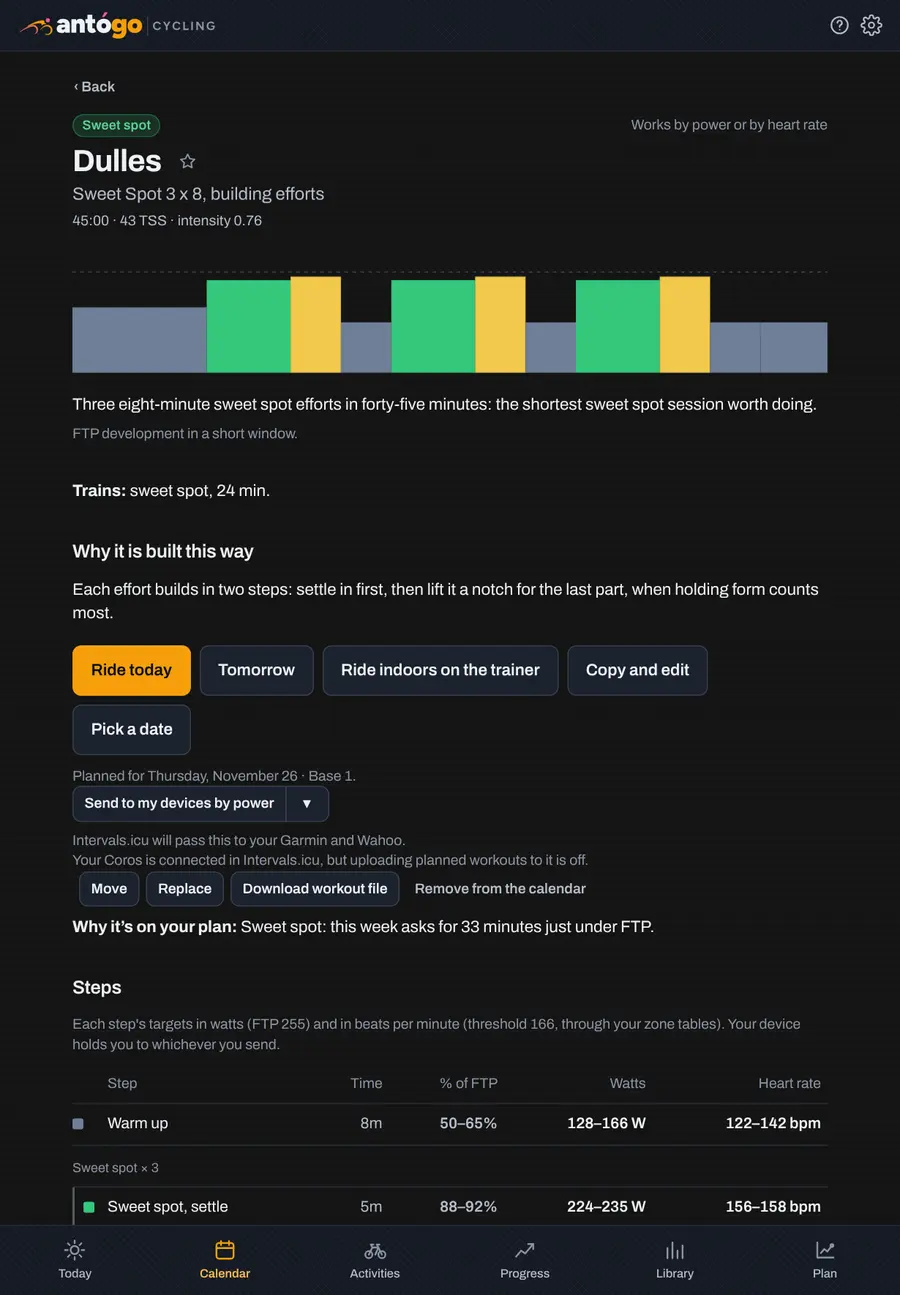 antógo CYCLING
‹ Back
Sweet spot
Works by power or by heart rate
Dulles
Sweet Spot 3 x 8, building efforts
45:00 · 43 TSS · intensity 0.76
Three eight-minute sweet spot efforts in forty-five minutes: the shortest sweet spot session worth doing.
FTP development in a short window.
Trains: sweet spot, 24 min.
Why it is built this way
Each effort builds in two steps: settle in first, then lift it a notch for the last part, when holding form counts
most.
Ride today
Tomorrow
Ride indoors on the trainer
Copy and edit
Pick a date
Planned for Thursday, November 26 · Base 1.
Send to my devices by power ▼
Intervals.icu will pass this to your Garmin and Wahoo.
Your Coros is connected in Intervals.icu, but uploading planned workouts to it is off.
Move
Replace
Download workout file
Remove from the calendar
Why it's on your plan: Sweet spot: this week asks for 33 minutes just under FTP.
Steps
Each step's targets in watts (FTP 255) and in beats per minute (threshold 166, through your zone tables). Your device
holds you to whichever you send.
Step Time % of FTP Watts Heart rate
Warm up 8m 50–65% 128–166 W 122–142 bpm
Sweet spot × 3
Sweet spot, settle 5m 88–92% 224–235 W 156–158 bpm
Today
Calendar
Activities
Progress
Library
Plan